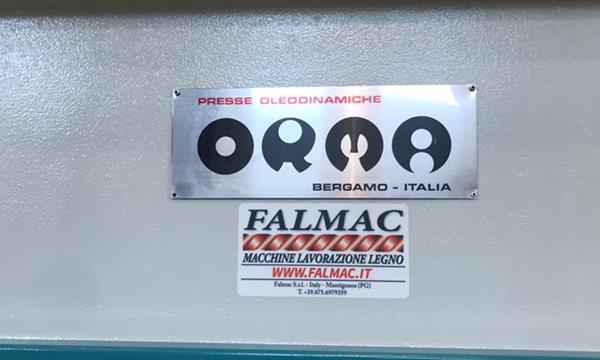 PRESSE OLEODINAMICHE
ORMA
BERGAMO - ITALIA
FALMAC
MACCHINE LAVORAZIONE LEGNO
WWW.FALMAC.IT
Falmac S.r.l. - Italy - Mantignana (PG)
T. +39.075.6979359